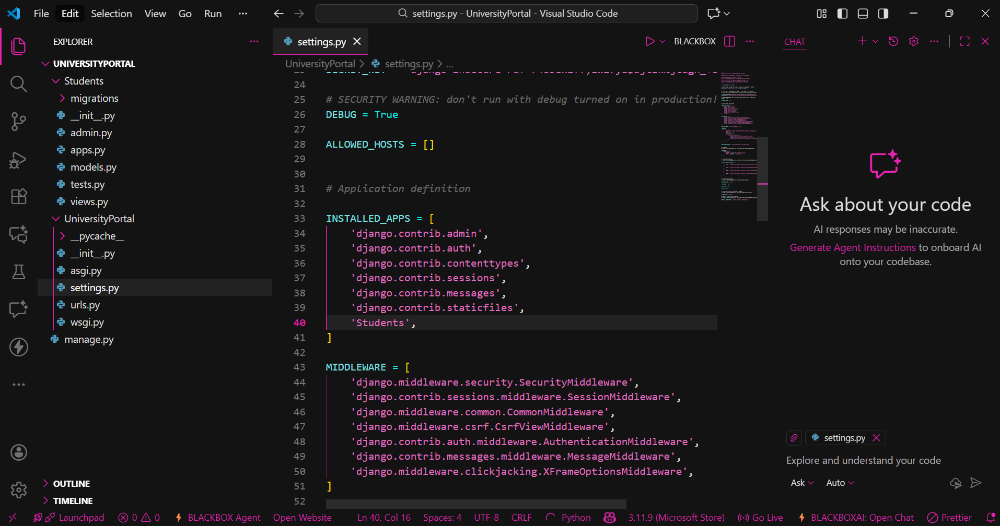 File Edit Selection View Go Run ···
settings.py - UniversityPortal - Visual Studio Code
EXPLORER
UNIVERSITYPORTAL
Students
migrations
__init__.py
admin.py
apps.py
models.py
tests.py
views.py
UniversityPortal
__pycache__
__init__.py
asgi.py
settings.py
urls.py
wsgi.py
manage.py
OUTLINE
TIMELINE
settings.py
BLACKBOX
UniversityPortal > settings.py > ...
24
25 # SECURITY WARNING: don't run with debug turned on in production!
26 DEBUG = True
27
28 ALLOWED_HOSTS = []
29
30
31 # Application definition
32
33 INSTALLED_APPS = [
34 'django.contrib.admin',
35 'django.contrib.auth',
36 'django.contrib.contenttypes',
37 'django.contrib.sessions',
38 'django.contrib.messages',
39 'django.contrib.staticfiles',
40 'Students',
41 ]
42
43 MIDDLEWARE = [
44 'django.middleware.security.SecurityMiddleware',
45 'django.contrib.sessions.middleware.SessionMiddleware',
46 'django.middleware.common.CommonMiddleware',
47 'django.middleware.csrf.CsrfViewMiddleware',
48 'django.contrib.auth.middleware.AuthenticationMiddleware',
49 'django.contrib.messages.middleware.MessageMiddleware',
50 'django.middleware.clickjacking.XFrameOptionsMiddleware',
51 ]
52
CHAT
Ask about your code
AI responses may be inaccurate.
Generate Agent Instructions to onboard AI
onto your codebase.
settings.py
Explore and understand your code
Ask Auto
Launchpad 0 0 BLACKBOX Agent Open Website Ln 40, Col 16 Spaces: 4 UTF-8 CRLF Python 3.11.9 (Microsoft Store) Go Live BLACKBOXAI: Open Chat Prettier